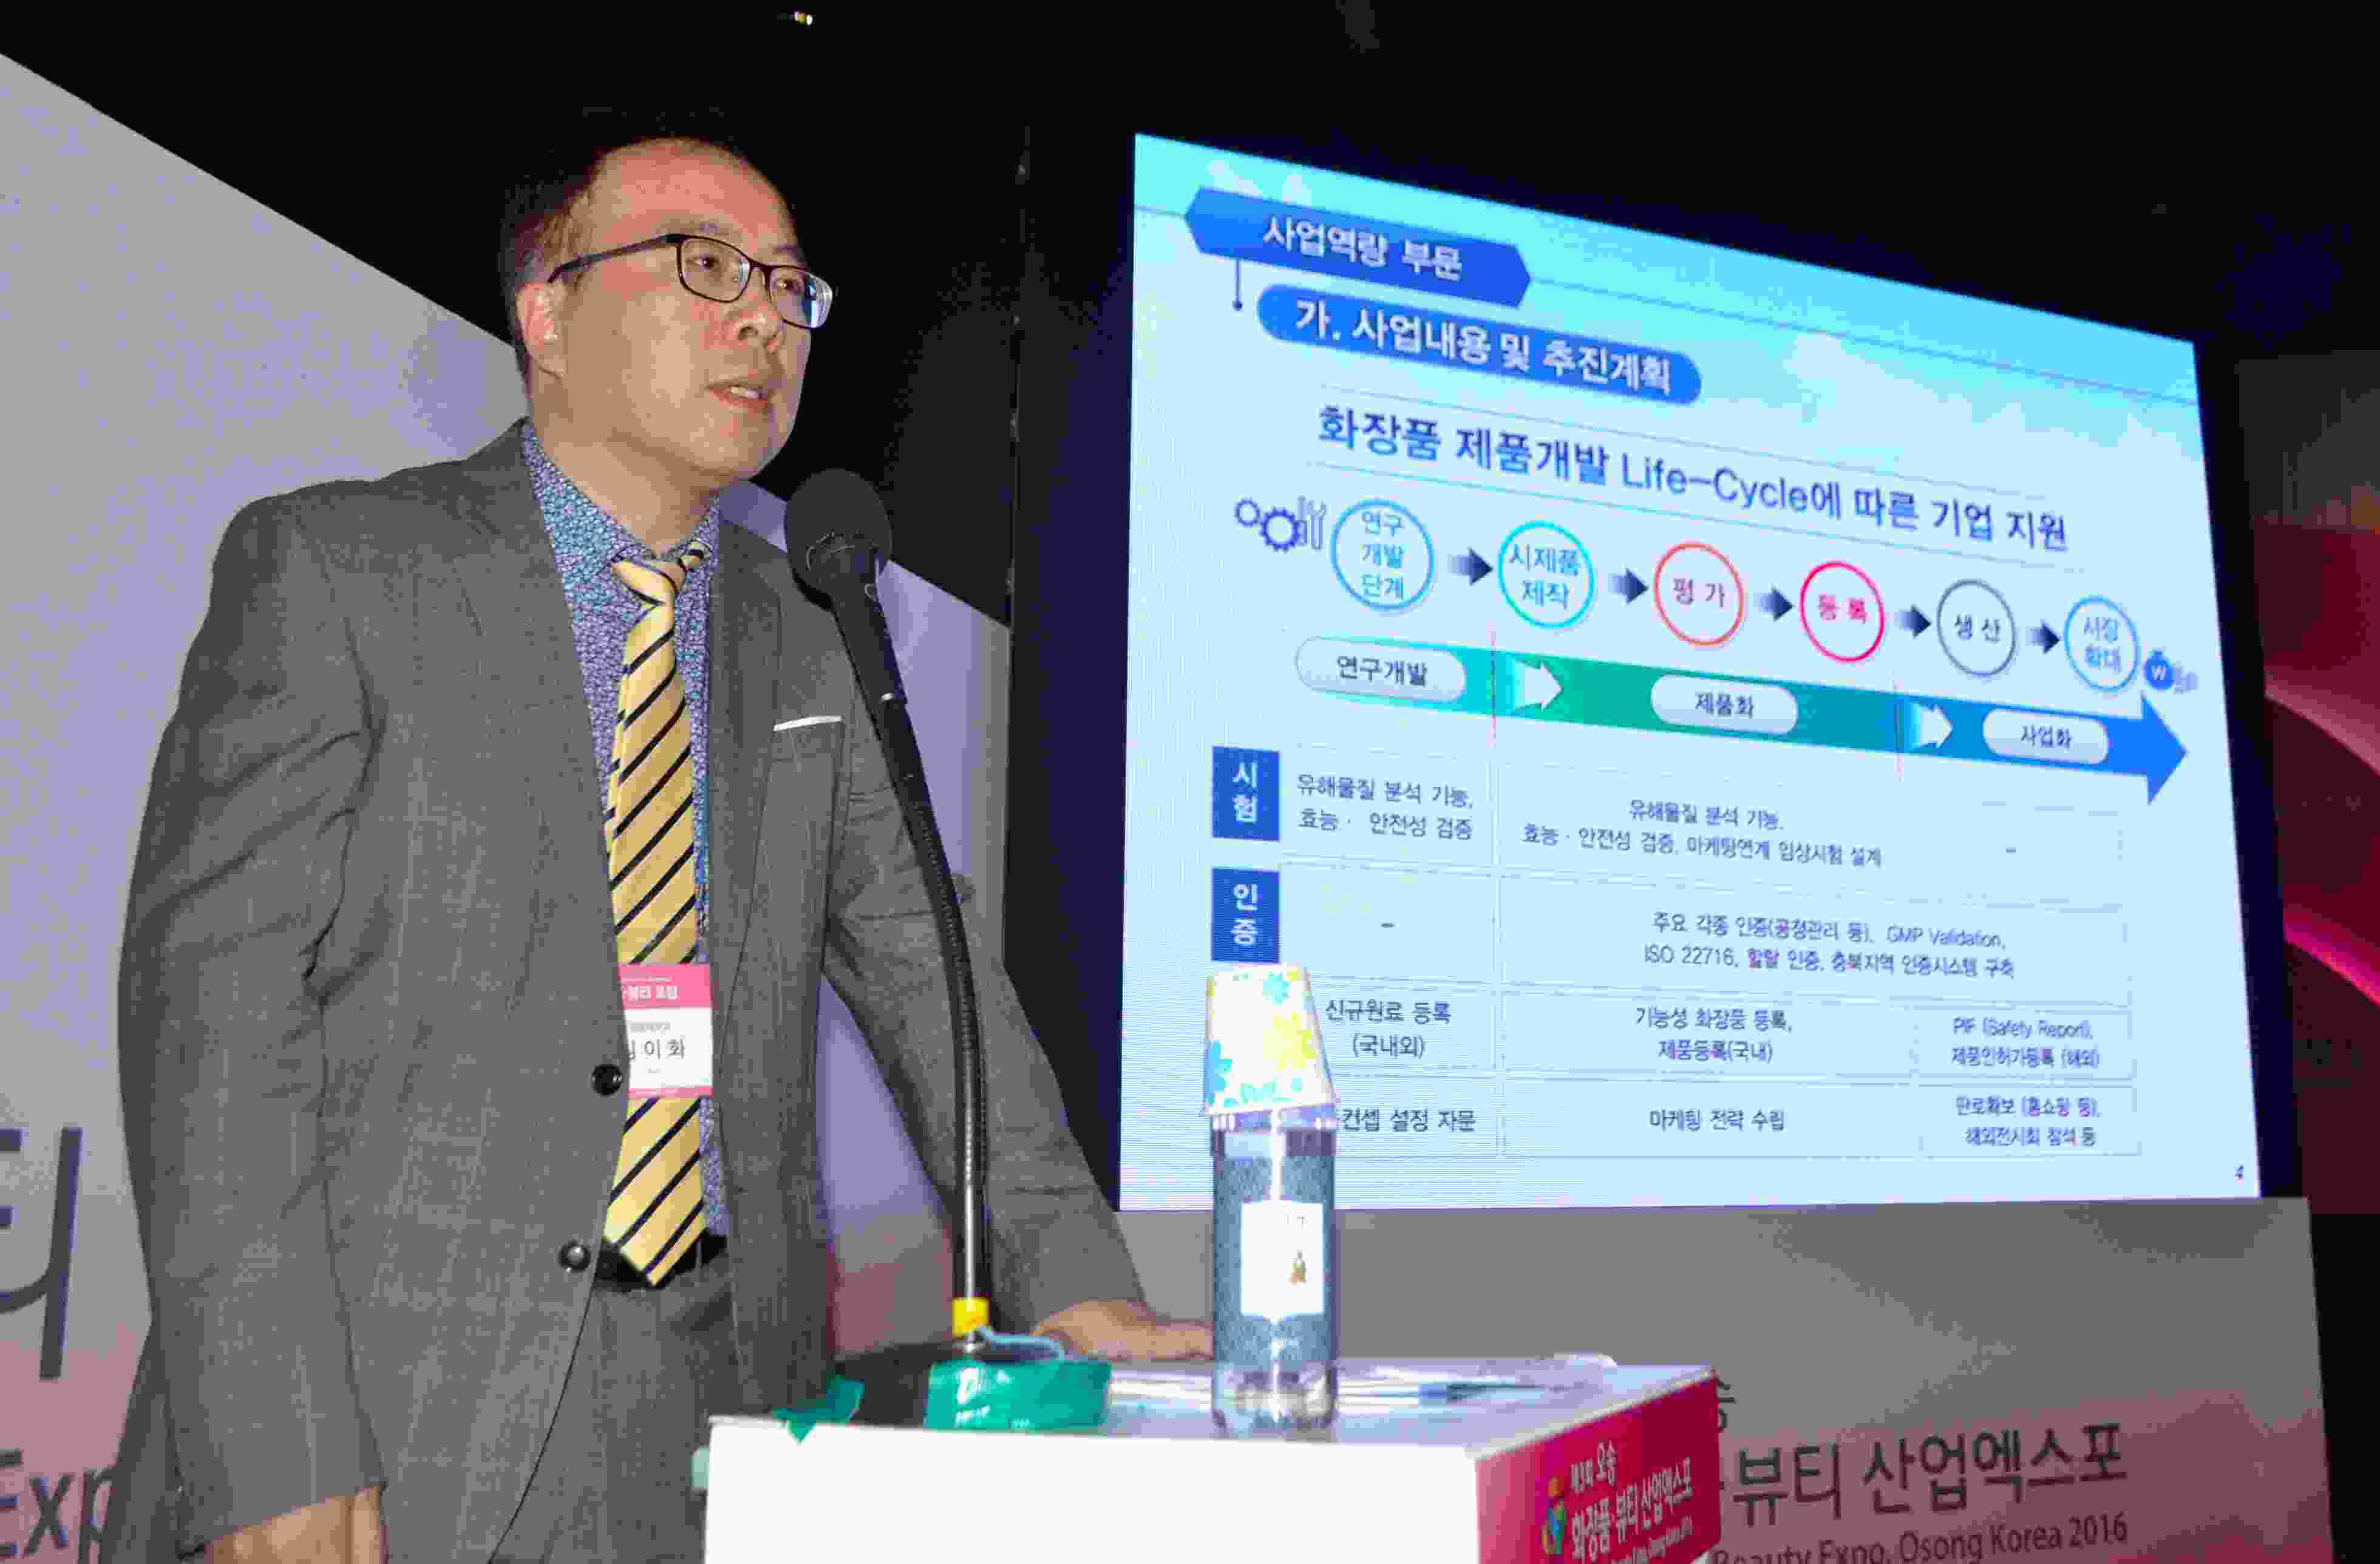 사업역량 부문
가. 사업내용 및 추진계획
화장품 제품개발 Life-Cycle에 따른 기업 지원
연구
개발
단계
시제품
제작
평 가
등 록
생 산
시장
확대
W
연구개발
제품화
사업화
시
험
유해물질 분석 기능,
효능 · 안전성 검증
유해물질 분석 기능,
효능 · 안전성 검증, 마케팅연계 임상시험 설계
-
인
증
-
주요 각종 인증(공정관리 등), GMP Validation,
ISO 22716, 할랄 인증, 충북지역 인증시스템 구축
신규원료 등록
(국내외)
기능성 화장품 등록,
제품등록(국내)
PIF (Safety Report),
제품인허가등록 (해외)
컨셉 설정 자문
마케팅 전략 수립
판로확보 (홈쇼핑 등),
해외전시회 참석 등
4
뷰티 포럼
이 화
제3회 오송
화장품·뷰티 산업엑스포
뷰티 산업엑스포
Beauty Expo, Osong Korea 2016
Exp